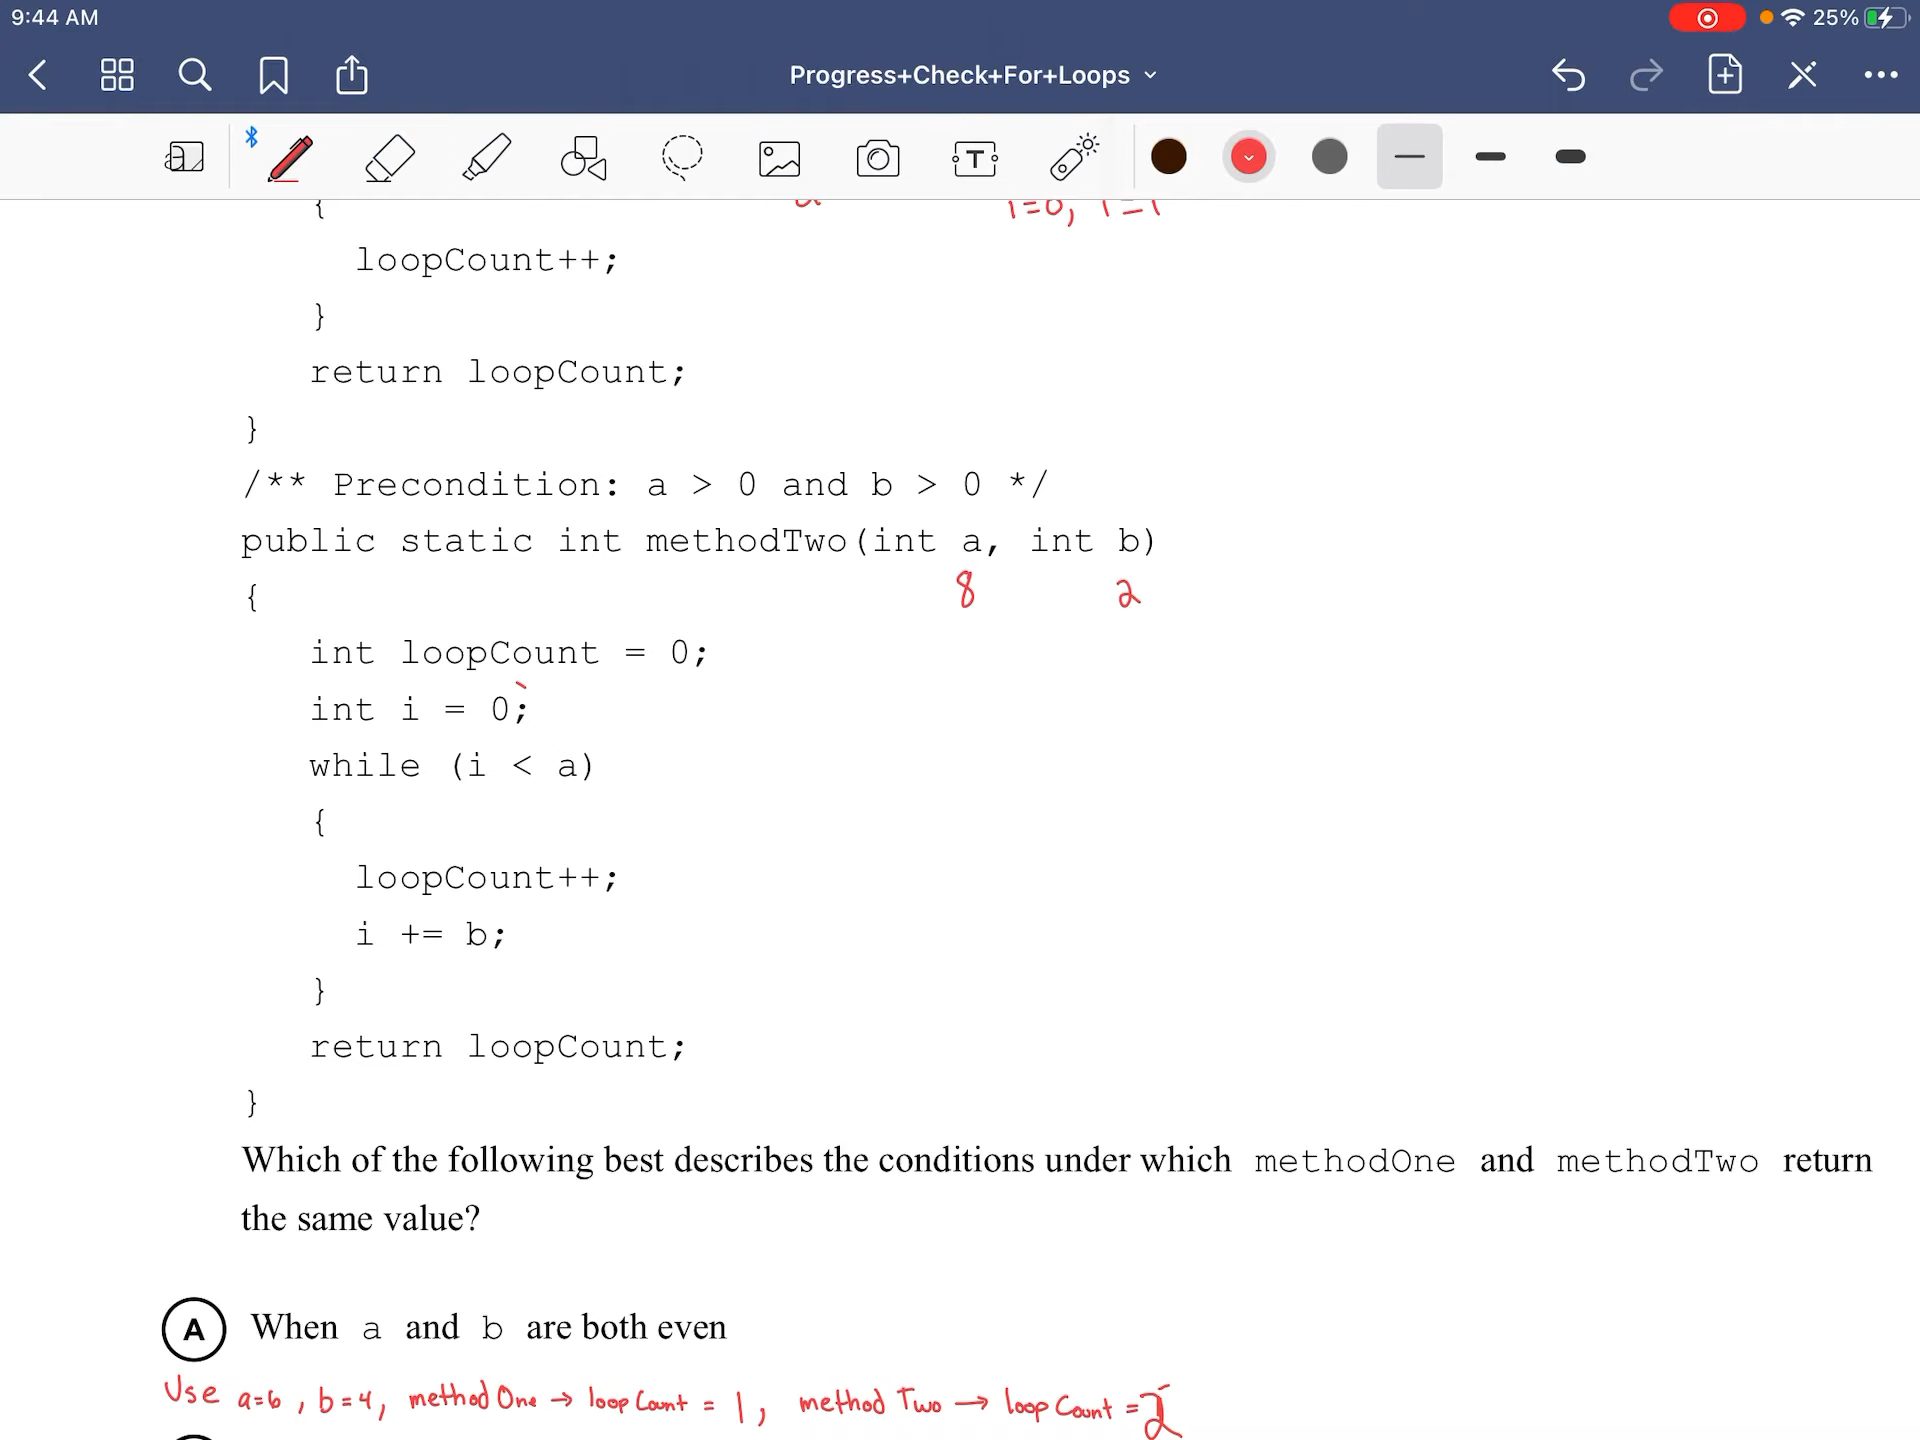 9:44 AM
25%
Progress+Check+For+Loops
a
T
{
i=0, i=1
loopCount++;
}
return loopCount;
}
/** Precondition: a > 0 and b > 0 */
public static int methodTwo(int a, int b)
{ 8 2
int loopCount = 0;
int i = 0;
while (i < a)
{
loopCount++;
i += b;
}
return loopCount;
}
Which of the following best describes the conditions under which methodOne and methodTwo return
the same value?
A When a and b are both even
Use a=6, b=4, method One → loop Count = 1, method Two → loop Count = 2